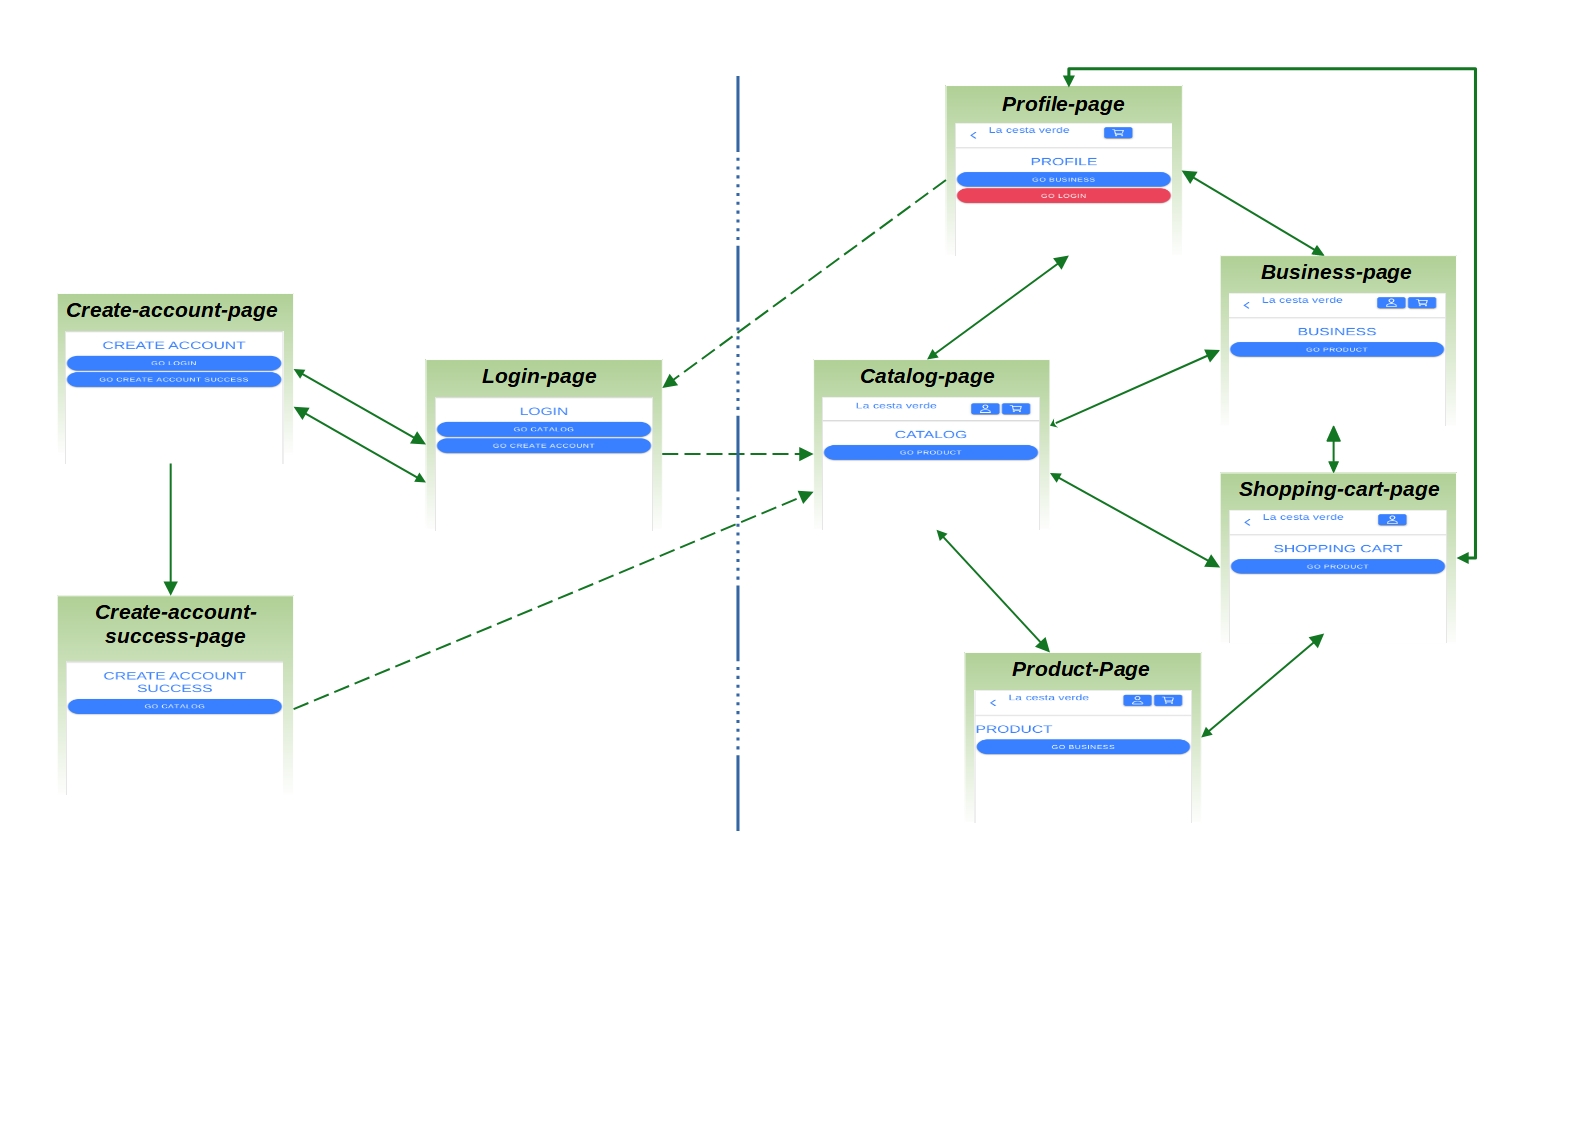 Profile-page
La cesta verde
PROFILE
GO BUSINESS
GO LOGIN
Business-page
La cesta verde
BUSINESS
GO PRODUCT
Create-account-page
CREATE ACCOUNT
GO LOGIN
GO CREATE ACCOUNT SUCCESS
Login-page
LOGIN
GO CATALOG
GO CREATE ACCOUNT
Catalog-page
La cesta verde
CATALOG
GO PRODUCT
Shopping-cart-page
La cesta verde
SHOPPING CART
GO PRODUCT
Create-account-
success-page
CREATE ACCOUNT
SUCCESS
GO CATALOG
Product-Page
La cesta verde
PRODUCT
GO BUSINESS